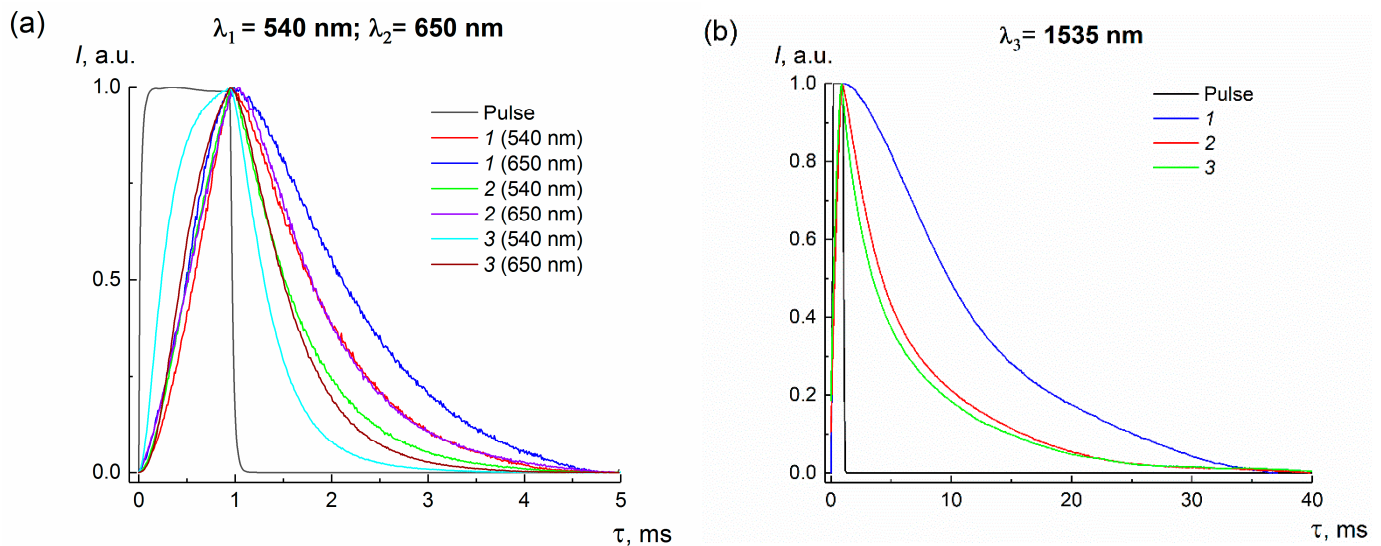 (a)
λ1 = 540 nm; λ2= 650 nm
I, a.u.
1.0
0.5
0.0
0
1
2
3
4
5
τ, ms
Pulse
1 (540 nm)
1 (650 nm)
2 (540 nm)
2 (650 nm)
3 (540 nm)
3 (650 nm)
(b)
λ3= 1535 nm
I, a.u.
1.0
0.8
0.6
0.4
0.2
0.0
0
10
20
30
40
τ, ms
Pulse
1
2
3